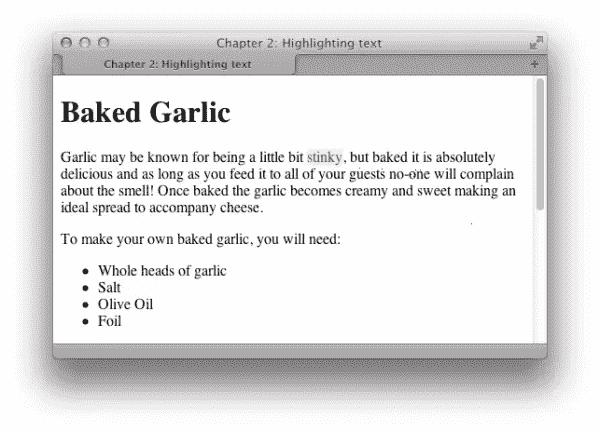 Chapter 2: Highlighting text
Chapter 2: Highlighting text
+
Baked Garlic
Garlic may be known for being a little bit stinky, but baked it is absolutely
delicious and as long as you feed it to all of your guests no-one will complain
about the smell! Once baked the garlic becomes creamy and sweet making an
ideal spread to accompany cheese.
To make your own baked garlic, you will need:
• Whole heads of garlic
• Salt
• Olive Oil
• Foil